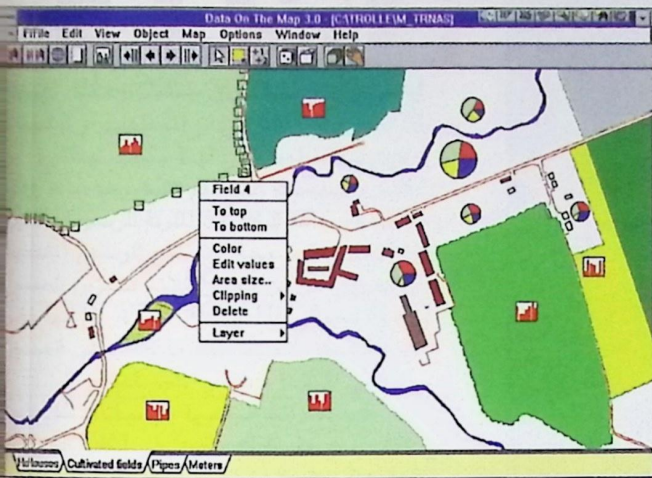 Data On The Map 3.0 - [C:\TROLLE\M_TRNAS]
File Edit View Object Map Options Window Help
Field 4
To top
To bottom
Color
Edit values
Area size..
Clipping
Delete
Layer
Houses Cultivated fields Pipes Meters